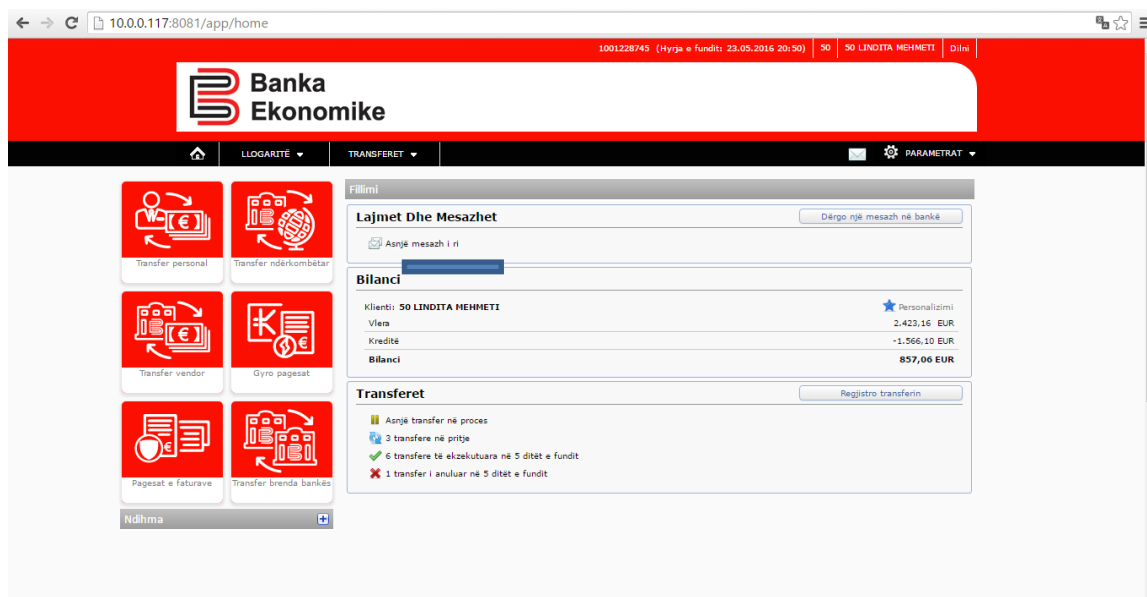 10.0.0.117:8081/app/home
1001228745 (Hyrja e fundit: 23.05.2016 20:50) 50 50 LINDITA MEHMETI Dilni
Banka
Ekonomike
LLOGARITË TRANSFERET PARAMETRAT
Transfer personal
Transfer ndërkombëtar
Transfer vendor
Gyro pagesat
Pagesat e faturave
Transfer brenda bankës
Ndihma
Fillimi
Lajmet Dhe Mesazhet
Dërgo një mesazh në bankë
Asnjë mesazh i ri
Bilanci
Klienti: 50 LINDITA MEHMETI Personalizimi
Vlera 2.423,16 EUR
Kreditë -1.566,10 EUR
Bilanci 857,06 EUR
Transferet
Regjistro transferin
Asnjë transfer në proces
3 transfere në pritje
6 transfere të ekzekutuara në 5 ditët e fundit
1 transfer i anuluar në 5 ditët e fundit